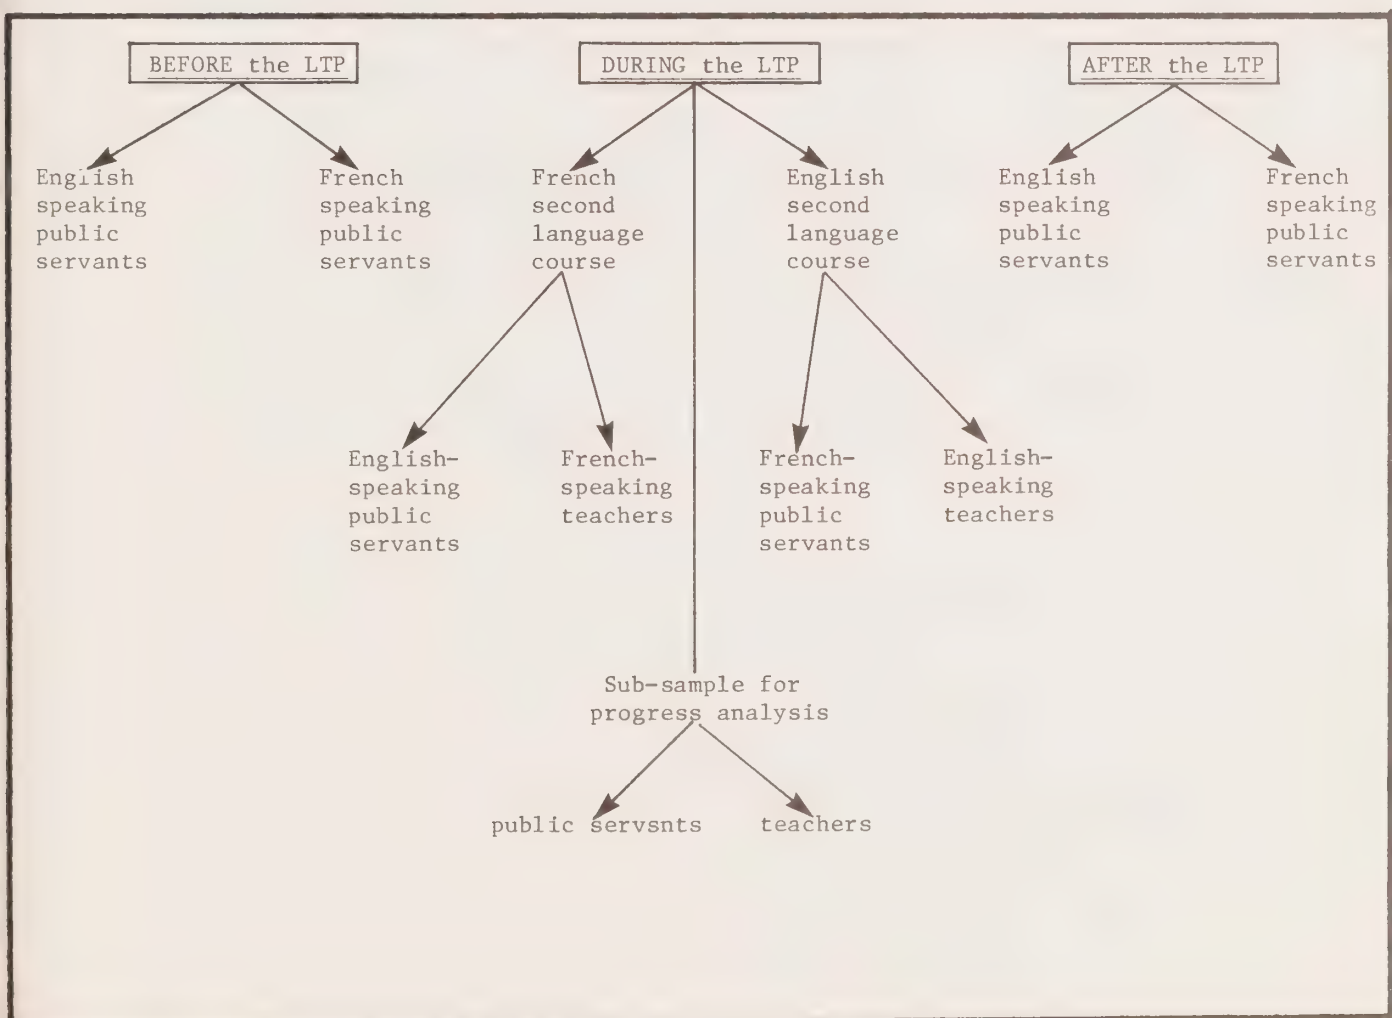 BEFORE the LTP
DURING the LTP
AFTER the LTP
English
speaking
public
servants
French
speaking
public
servants
French
second
language
course
English
second
language
course
English
speaking
public
servants
French
speaking
public
servants
English-
speaking
public
servants
French-
speaking
teachers
French-
speaking
public
servants
English-
speaking
teachers
Sub-sample for
progress analysis
public servsnts
teachers